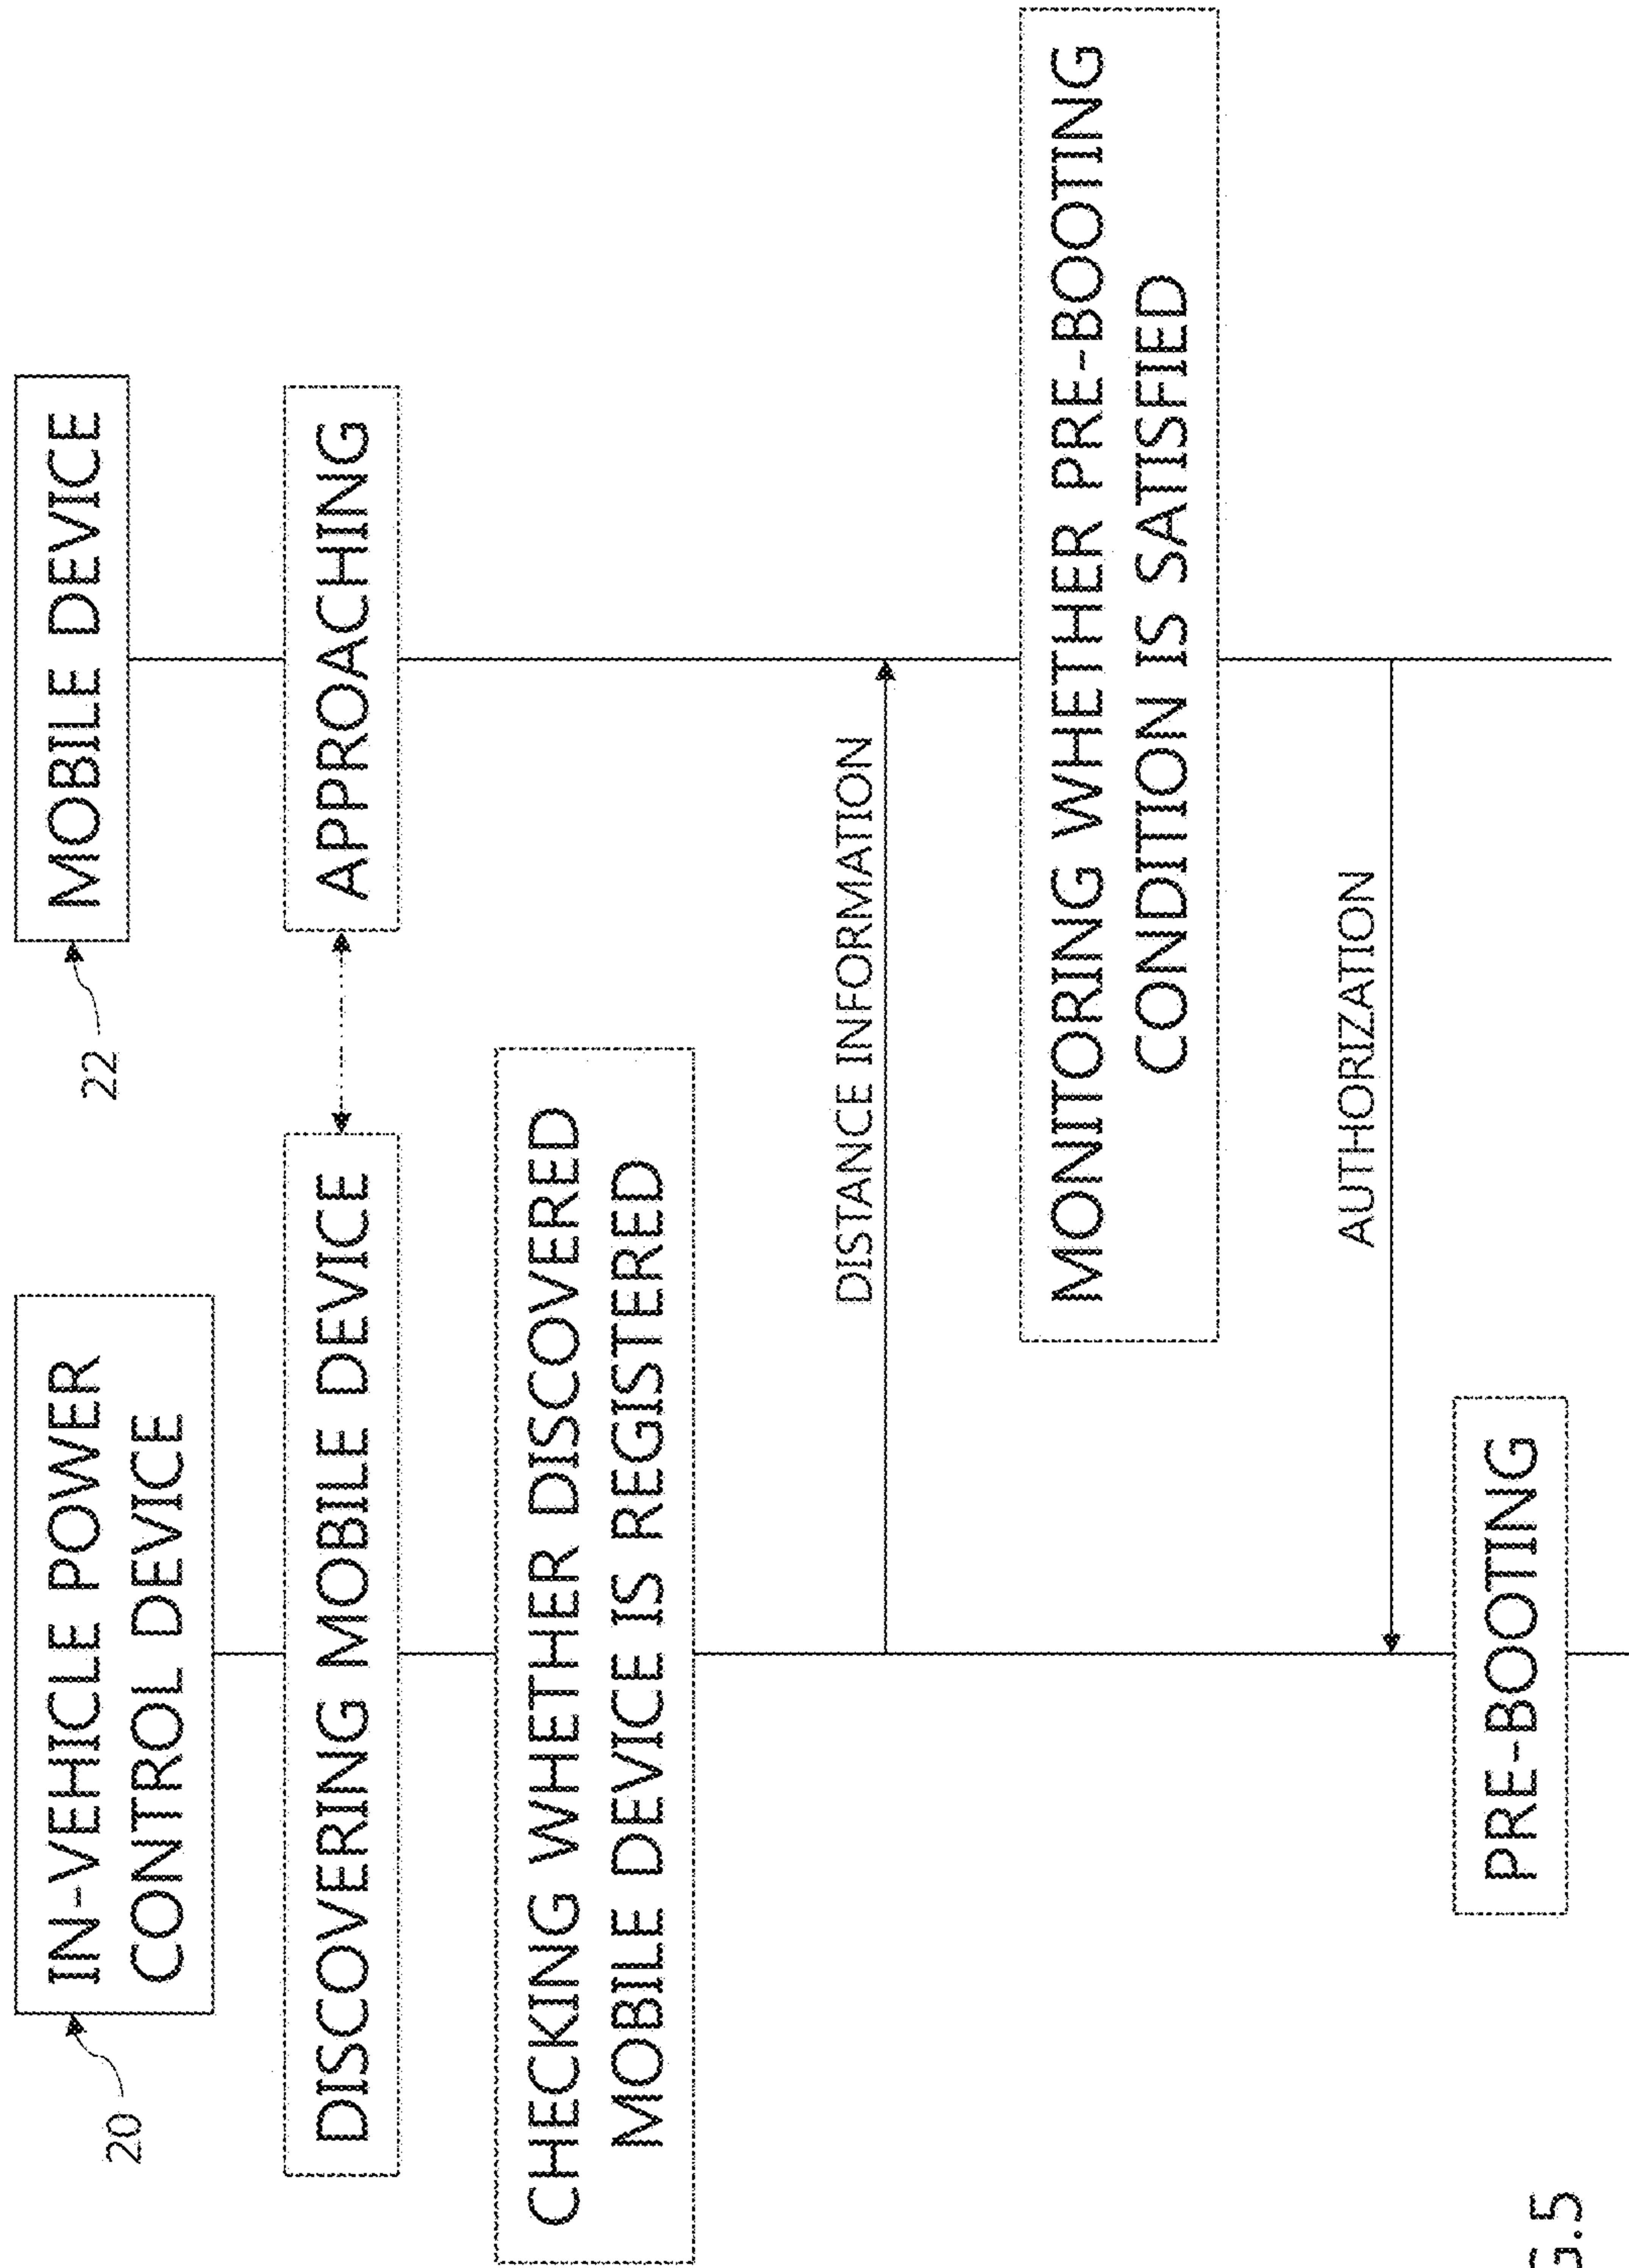 20
IN-VEHICLE POWER
CONTROL DEVICE
22
MOBILE DEVICE
DISCOVERING MOBILE DEVICE
APPROACHING
CHECKING WHETHER DISCOVERED
MOBILE DEVICE IS REGISTERED
DISTANCE INFORMATION
MONITORING WHETHER PRE-BOOTING
CONDITION IS SATISFIED
AUTHORIZATION
PRE-BOOTING
G.5